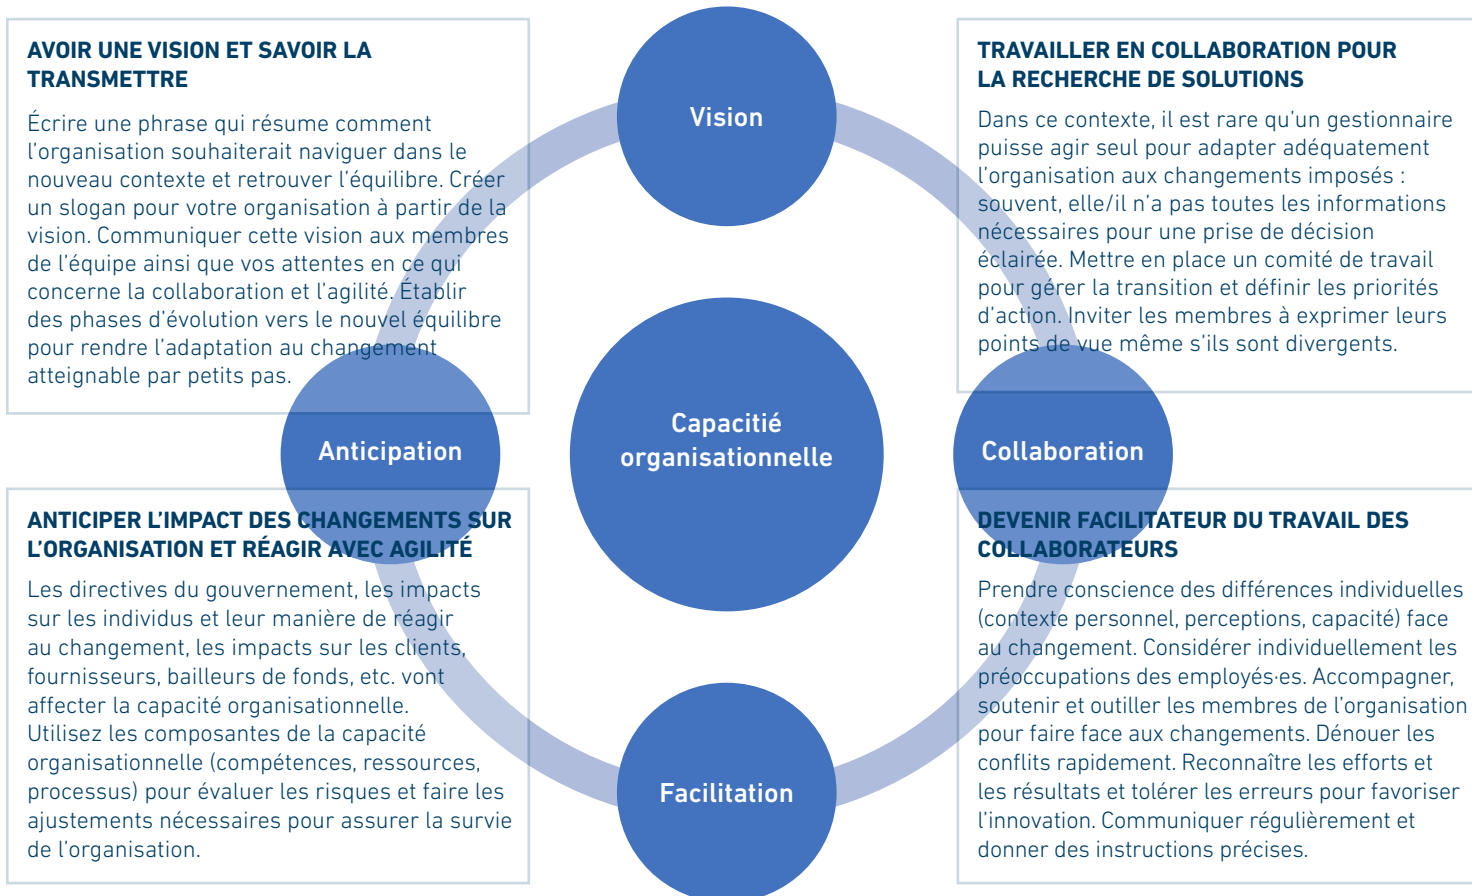 AVOIR UNE VISION ET SAVOIR LA
TRANSMETTRE
Écrire une phrase qui résume comment
l'organisation souhaiterait naviguer dans le
nouveau contexte et retrouver l'équilibre. Créer
un slogan pour votre organisation à partir de la
vision. Communiquer cette vision aux membres
de l'équipe ainsi que vos attentes en ce qui
concerne la collaboration et l'agilité. Établir
des phases d'évolution vers le nouvel équilibre
pour rendre l'adaptation au changement
atteignable par petits pas.
Vision
TRAVAILLER EN COLLABORATION POUR
LA RECHERCHE DE SOLUTIONS
Dans ce contexte, il est rare qu'un gestionnaire
puisse agir seul pour adapter adéquatement
l'organisation aux changements imposés :
souvent, elle/il n'a pas toutes les informations
nécessaires pour une prise de décision
éclairée. Mettre en place un comité de travail
pour gérer la transition et définir les priorités
d'action. Inviter les membres à exprimer leurs
points de vue même s'ils sont divergents.
Anticipation
Capacitié
organisationnelle
Collaboration
ANTICIPER L'IMPACT DES CHANGEMENTS SUR
L'ORGANISATION ET RÉAGIR AVEC AGILITÉ
Les directives du gouvernement, les impacts
sur les individus et leur manière de réagir
au changement, les impacts sur les clients,
fournisseurs, bailleurs de fonds, etc. vont
affecter la capacité organisationnelle.
Utilisez les composantes de la capacité
organisationnelle (compétences, ressources,
processus) pour évaluer les risques et faire les
ajustements nécessaires pour assurer la survie
de l'organisation.
Facilitation
DEVENIR FACILITATEUR DU TRAVAIL DES
COLLABORATEURS
Prendre conscience des différences individuelles
(contexte personnel, perceptions, capacité) face
au changement. Considérer individuellement les
préoccupations des employés·es. Accompagner,
soutenir et outiller les membres de l'organisation
pour faire face aux changements. Dénouer les
conflits rapidement. Reconnaître les efforts et
les résultats et tolérer les erreurs pour favoriser
l'innovation. Communiquer régulièrement et
donner des instructions précises.